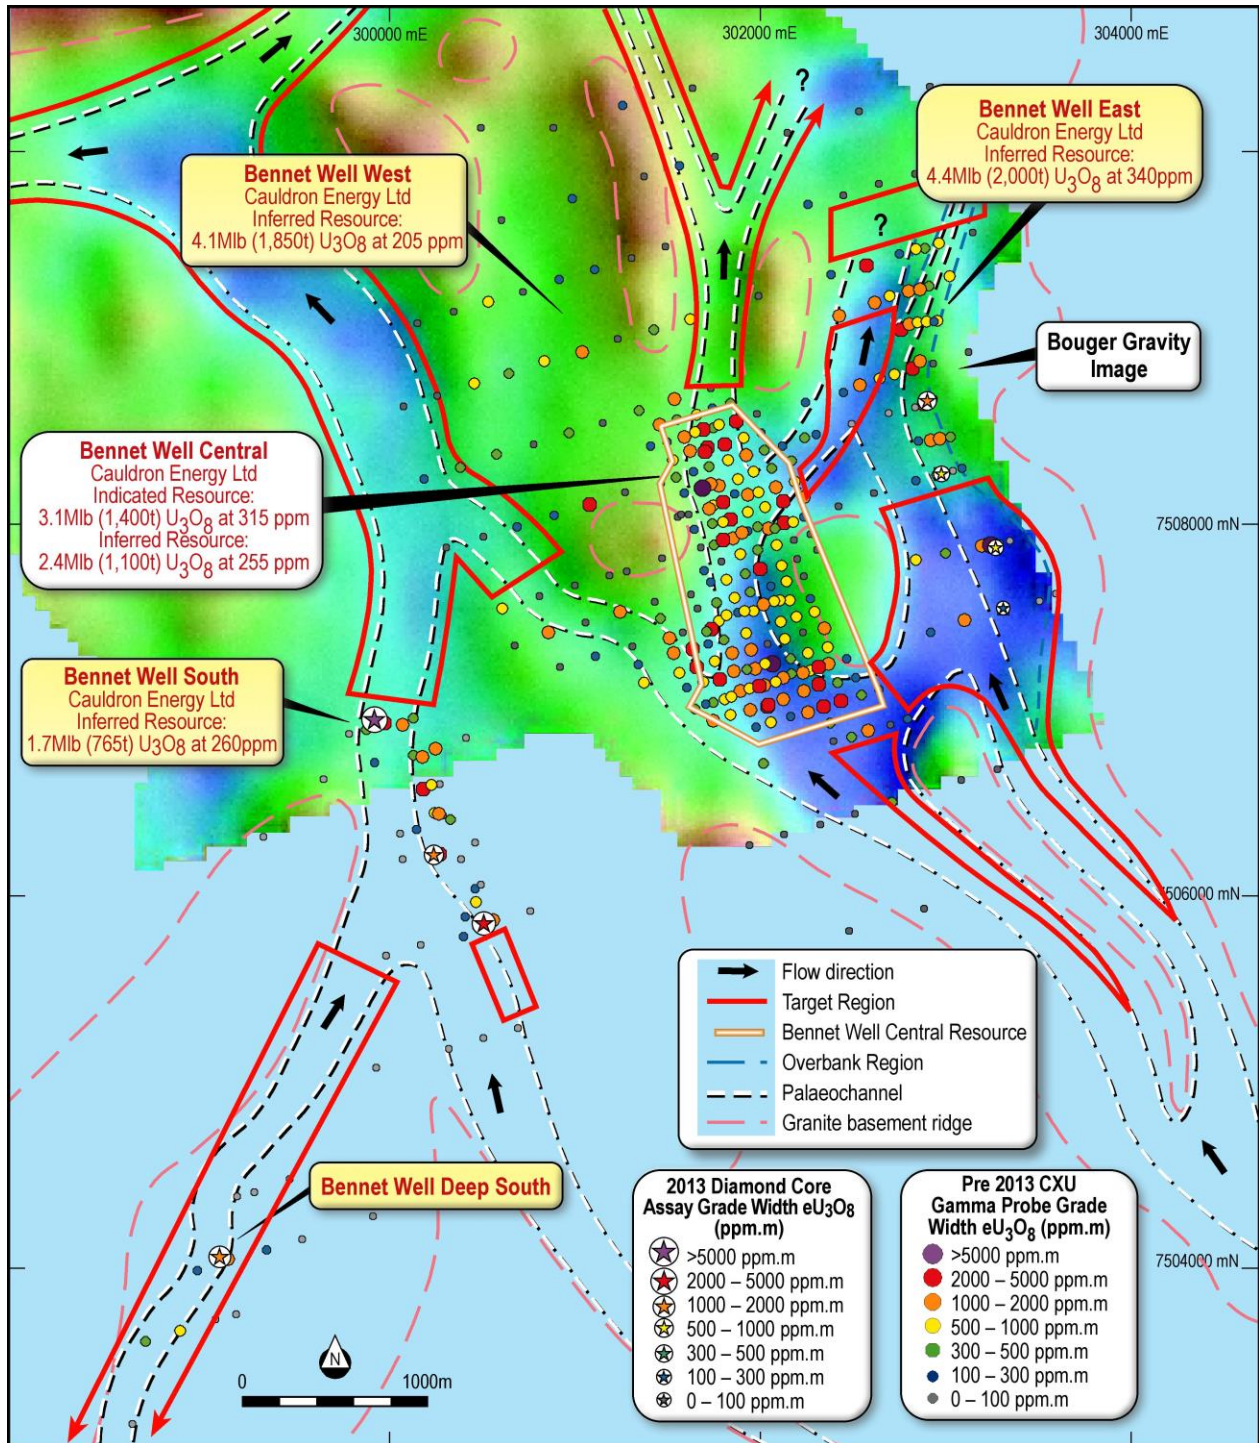 300000 mE
302000 mE
304000 mE
?
Bennet Well East
Cauldron Energy Ltd
Inferred Resource:
4.4Mlb (2,000t) U3O8 at 340ppm
Bennet Well West
Cauldron Energy Ltd
Inferred Resource:
4.1Mlb (1,850t) U3O8 at 205 ppm
?
Bouger Gravity
Image
Bennet Well Central
Cauldron Energy Ltd
Indicated Resource:
3.1Mlb (1,400t) U3O8 at 315 ppm
Inferred Resource:
2.4Mlb (1,100t) U3O8 at 255 ppm
7508000 mN
Bennet Well South
Cauldron Energy Ltd
Inferred Resource:
1.7Mlb (765t) U3O8 at 260ppm
7506000 mN
Flow direction
Target Region
Bennet Well Central Resource
Overbank Region
Palaeochannel
Granite basement ridge
Bennet Well Deep South
7504000 mN
2013 Diamond Core
Assay Grade Width eU3O8
(ppm.m)
>5000 ppm.m
2000 – 5000 ppm.m
1000 – 2000 ppm.m
500 – 1000 ppm.m
300 – 500 ppm.m
100 – 300 ppm.m
0 – 100 ppm.m
Pre 2013 CXU
Gamma Probe Grade
Width eU3O8 (ppm.m)
>5000 ppm.m
2000 – 5000 ppm.m
1000 – 2000 ppm.m
500 – 1000 ppm.m
300 – 500 ppm.m
100 – 300 ppm.m
0 – 100 ppm.m
N
0 1000m